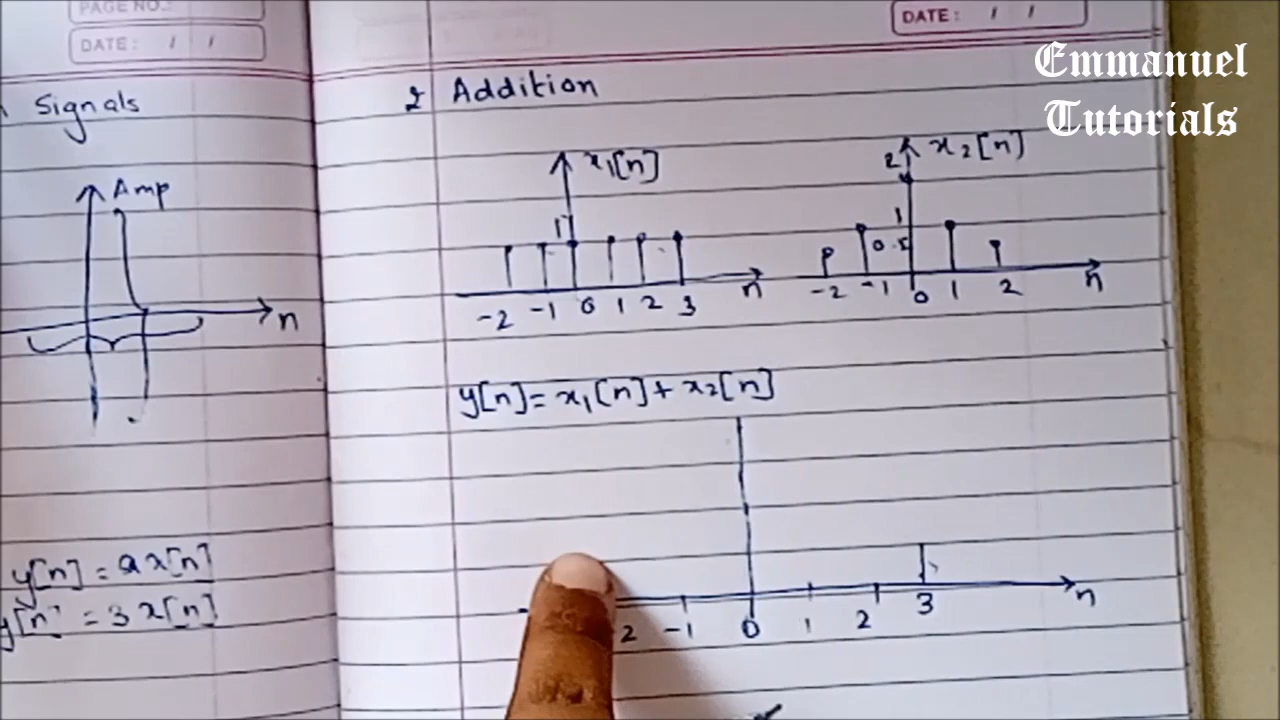 PAGE NO.:
DATE: / /
Signals
Amp
n
y[n] = a x[n]
y[n] = 3 x[n]
DATE: / /
Emmanuel
Tutorials
2 Addition
x₁[n]
1
-2 -1 0 1 2 3 n
x₂[n]
2
1
0.5
-2 -1 0 1 2 n
y[n] = x₁[n] + x₂[n]
2 -1 0 1 2 3 n